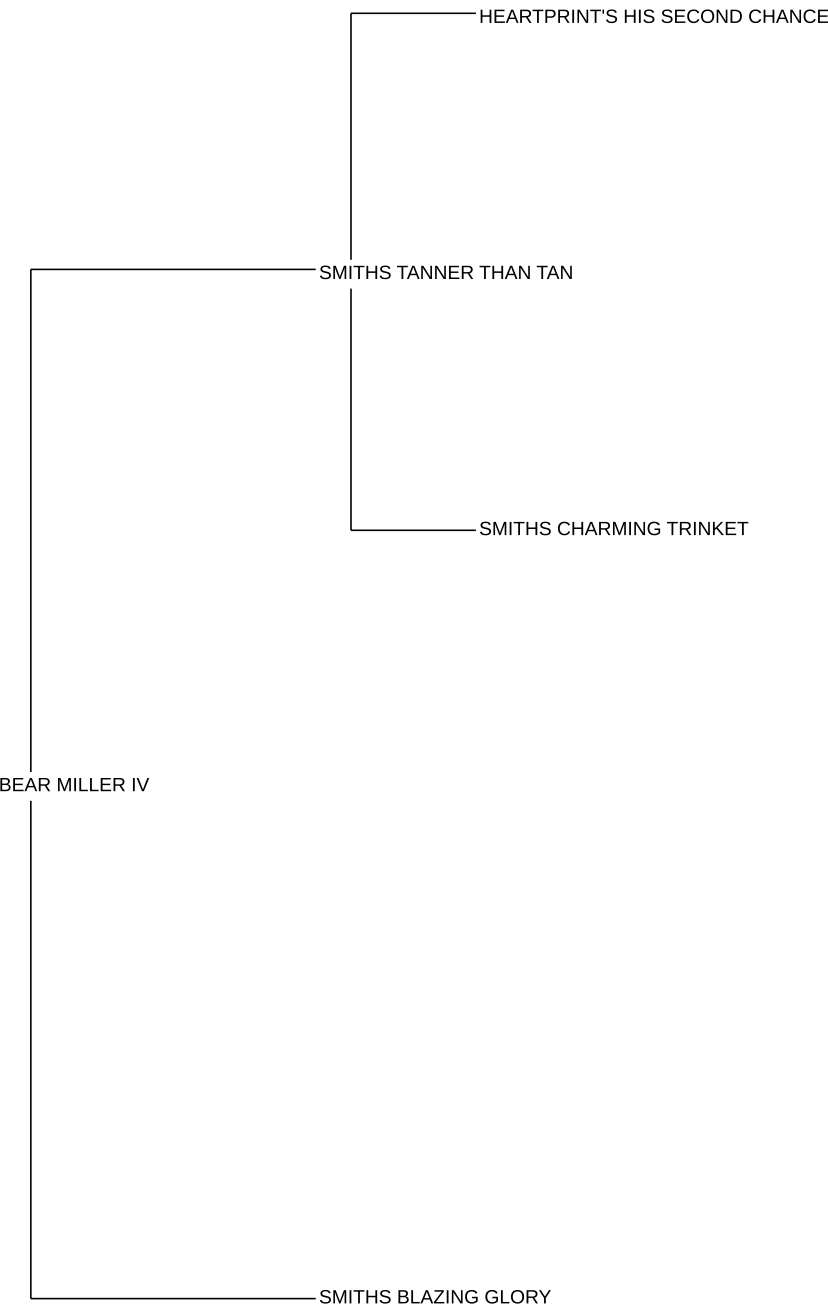 HEARTPRINT'S HIS SECOND CHANCE
SMITHS TANNER THAN TAN
SMITHS CHARMING TRINKET
BEAR MILLER IV
SMITHS BLAZING GLORY